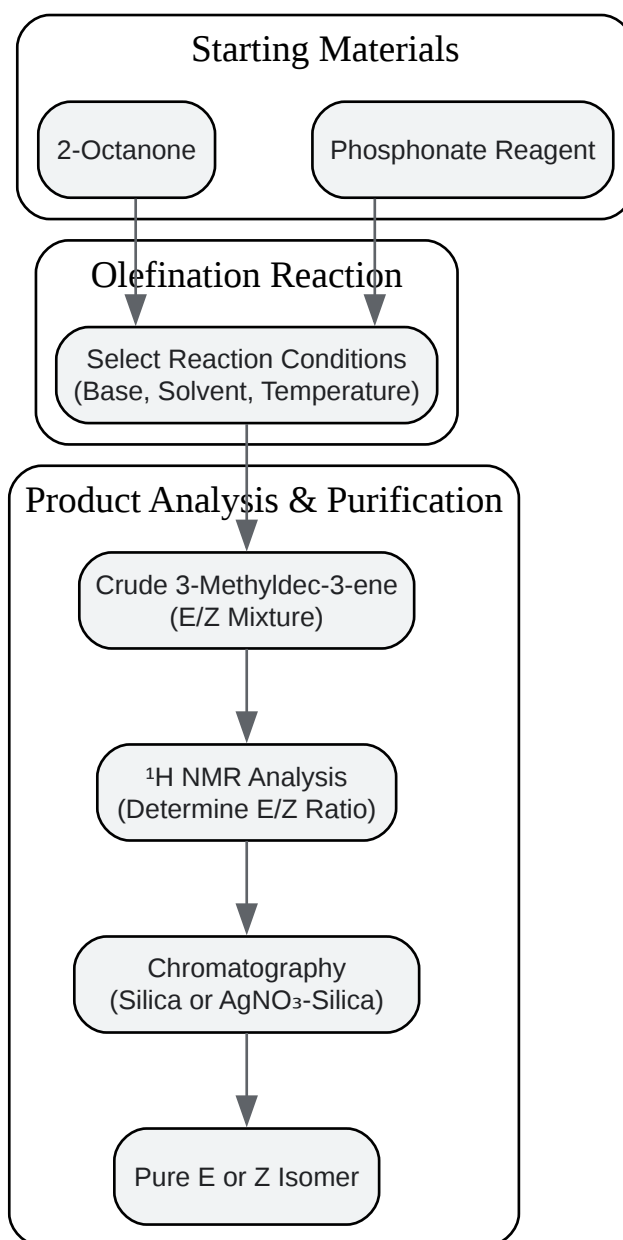 Starting Materials
2-Octanone
Phosphonate Reagent
Olefination Reaction
Select Reaction Conditions
(Base, Solvent, Temperature)
Product Analysis & Purification
Crude 3-Methyldec-3-ene
(E/Z Mixture)
¹H NMR Analysis
(Determine E/Z Ratio)
Chromatography
(Silica or AgNO₃-Silica)
Pure E or Z Isomer